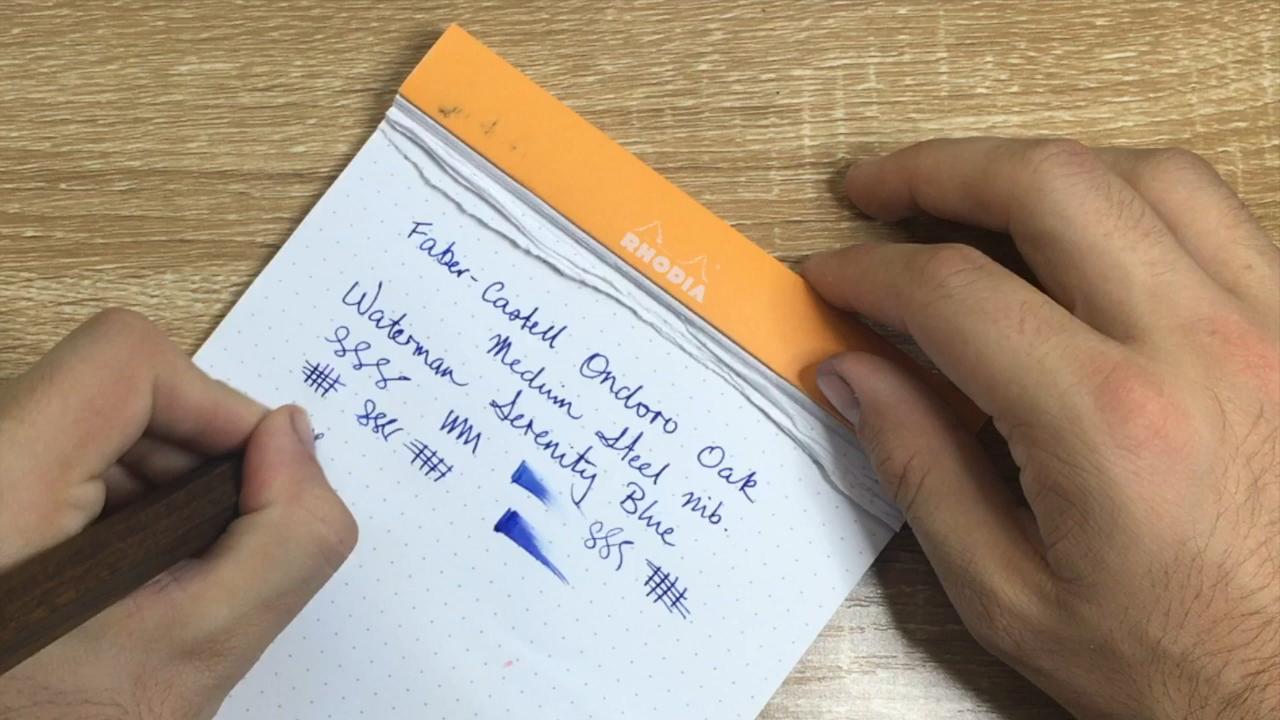 RHODIA
Faber-Castell Ondoro Oak
Medium Steel nib.
Waterman Serenity Blue